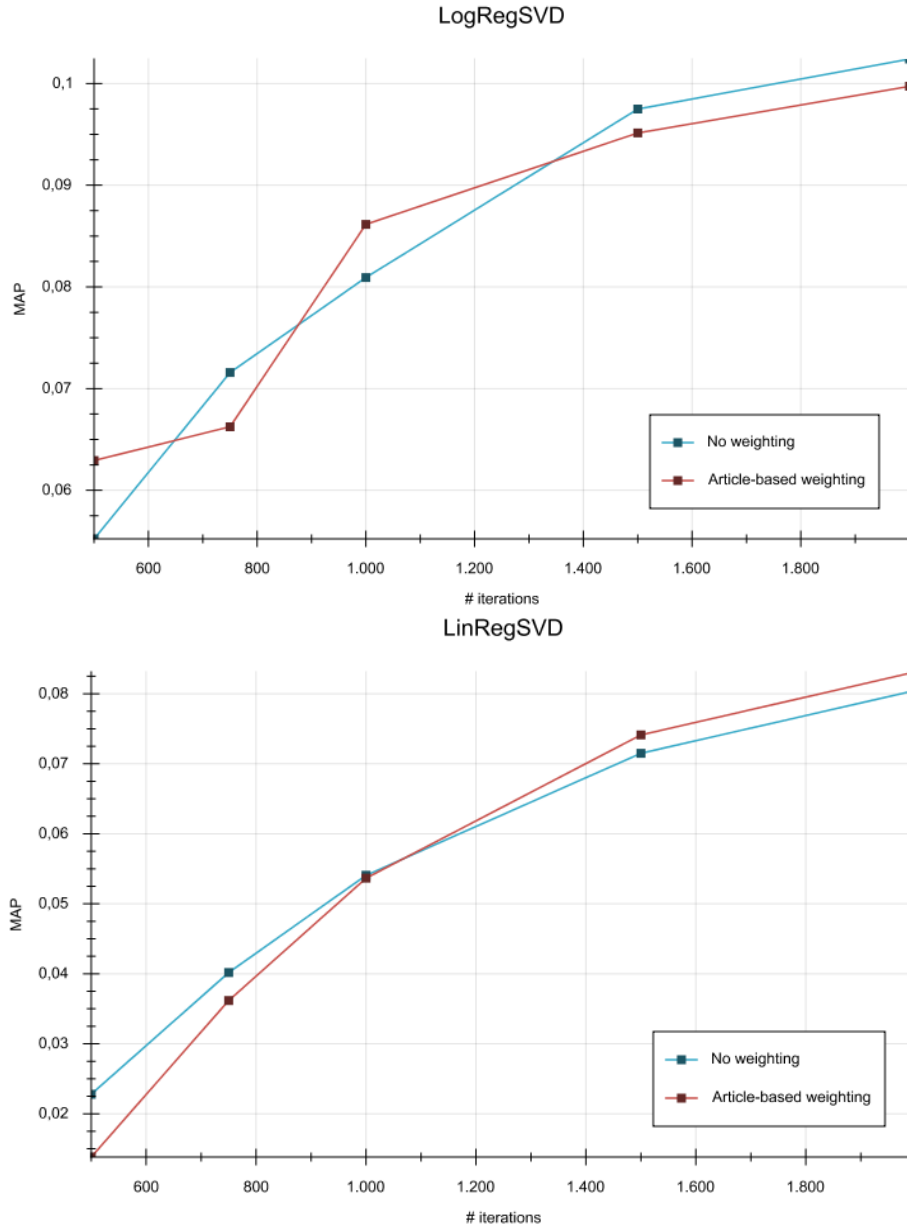 LogRegSVD
0,1
0,09
0,08
0,07
0,06
MAP
600 800 1.000 1.200 1.400 1.600 1.800
# iterations
No weighting
Article-based weighting
LinRegSVD
0,08
0,07
0,06
0,05
0,04
0,03
0,02
MAP
600 800 1.000 1.200 1.400 1.600 1.800
# iterations
No weighting
Article-based weighting